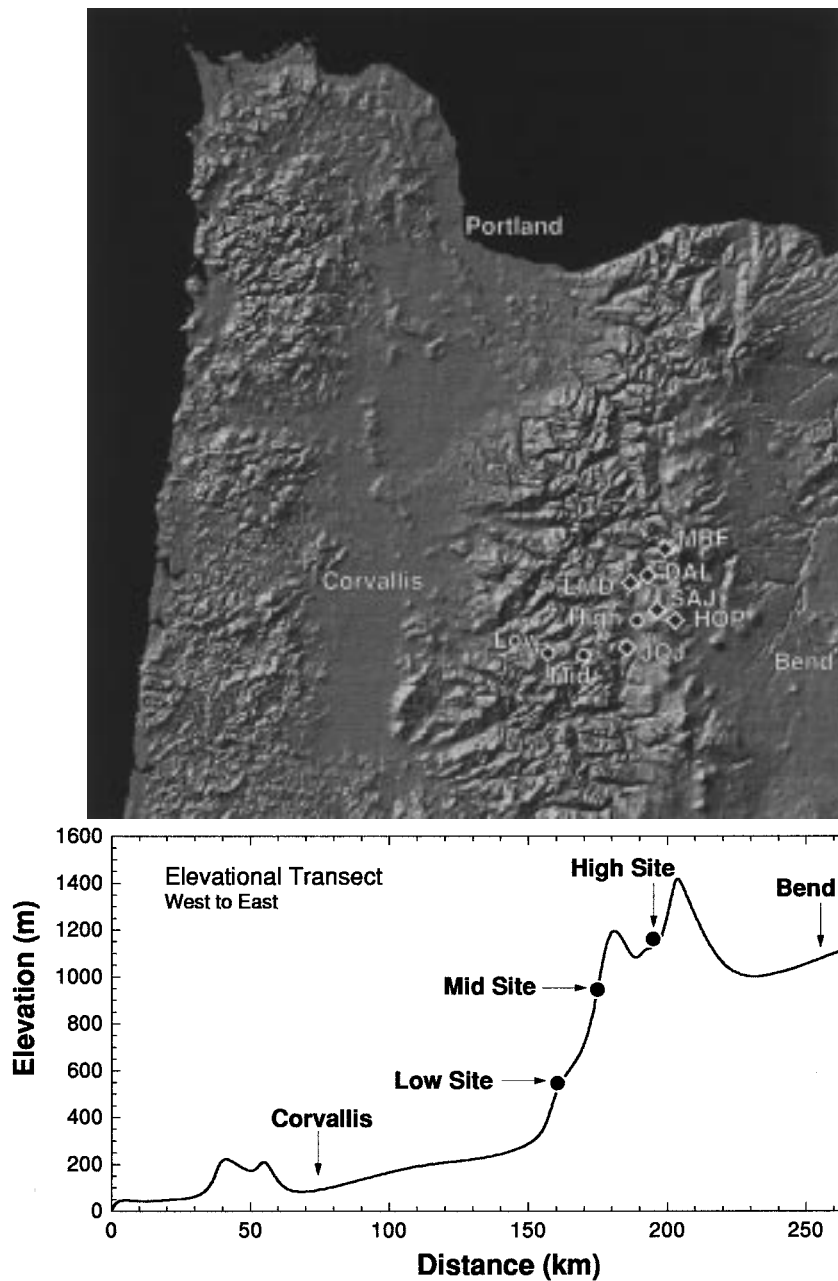 Portland
MBF
DAL
LMD
SAJ
Corvallis
High
HOP
Low
JQJ
Mid
Bend
1600
1400
1200
1000
800
600
400
200
0
Elevation (m)
Elevational Transect
West to East
High Site
Bend
Mid Site
Low Site
Corvallis
0 50 100 150 200 250
Distance (km)